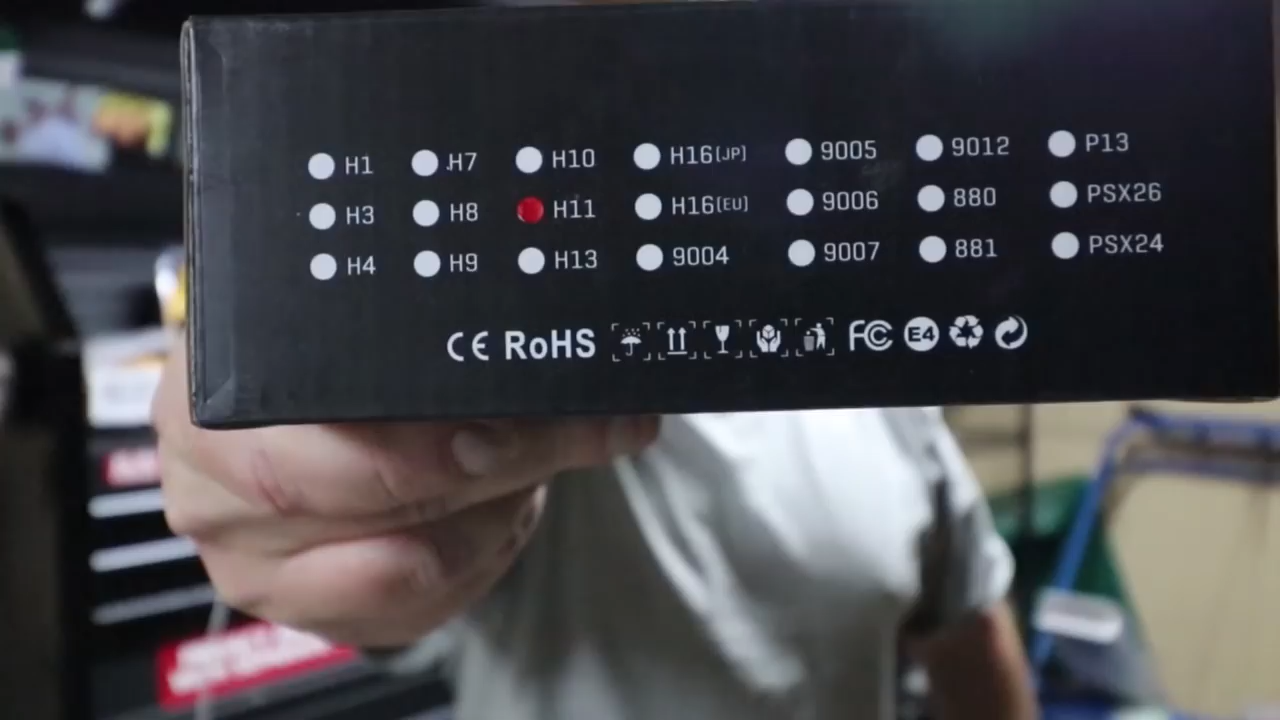 H1 H7 H10 H16(JP) 9005 9012 P13
H3 H8 H11 H16(EU) 9006 880 PSX26
H4 H9 H13 9004 9007 881 PSX24
CE RoHS FC E4